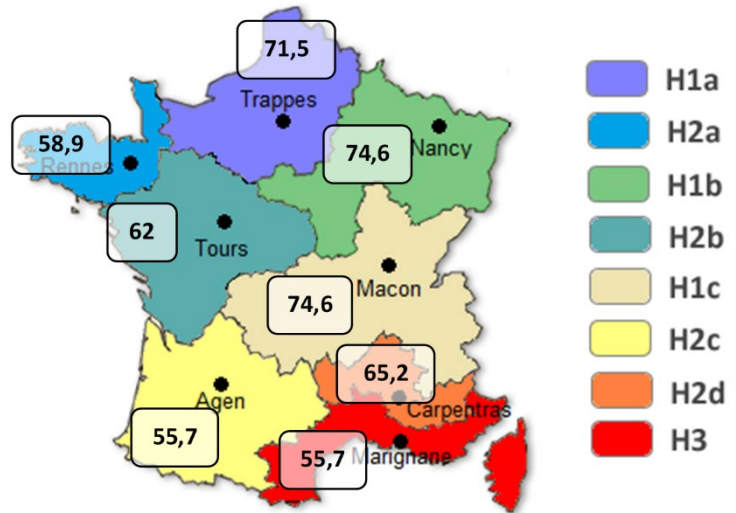 71,5
Trappes
58,9
Rennes
74,6
Nancy
62
Tours
Macon
74,6
65,2
Carpentras
Agen
55,7
55,7
Marignane
H1a
H2a
H1b
H2b
H1c
H2c
H2d
H3